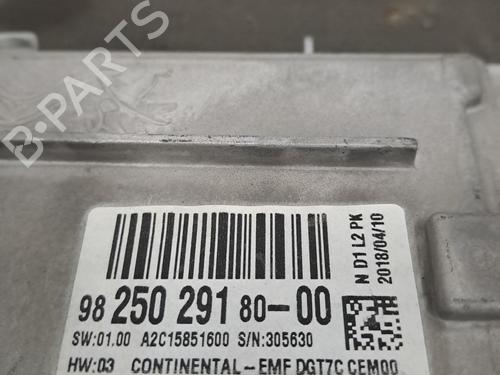 98 250 291 80-00
SW:01.00 A2C15851600 S/N:305630
HW:03 CONTINENTAL-EMF DGT7C CEM00
N D1 L2 PK
2018/04/10
B PARTS